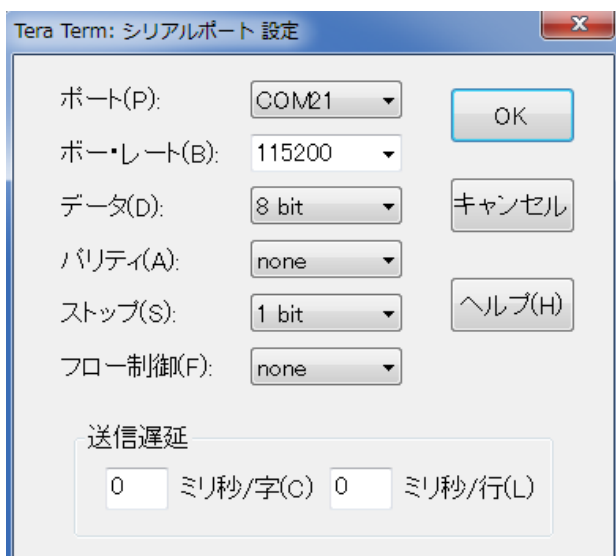 Tera Term: シリアルポート 設定
ポート(P): COM21 OK
ボー・レート(B): 115200
データ(D): 8 bit キャンセル
パリティ(A): none
ストップ(S): 1 bit ヘルプ(H)
フロー制御(F): none
送信遅延
0 ミリ秒/字(C) 0 ミリ秒/行(L)